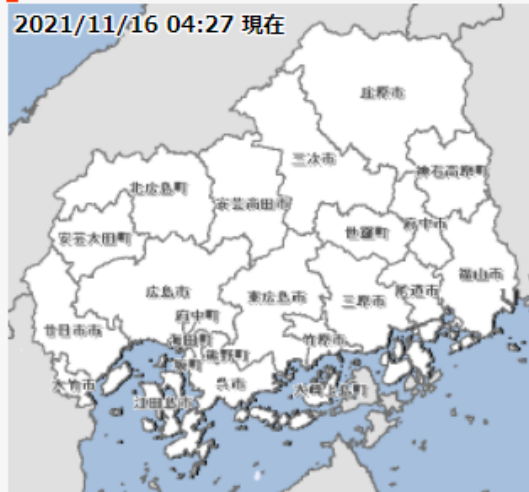 2021/11/16 04:27 現在
庄原市
三次市
神石高原町
北広島町
安芸高田市
府中市
世羅町
安芸太田町
福山市
広島市
東広島市
三原市
尾道市
府中町
廿日市市
海田町
竹原市
熊野町
坂町
大竹市
呉市
大崎上島町
江田島市